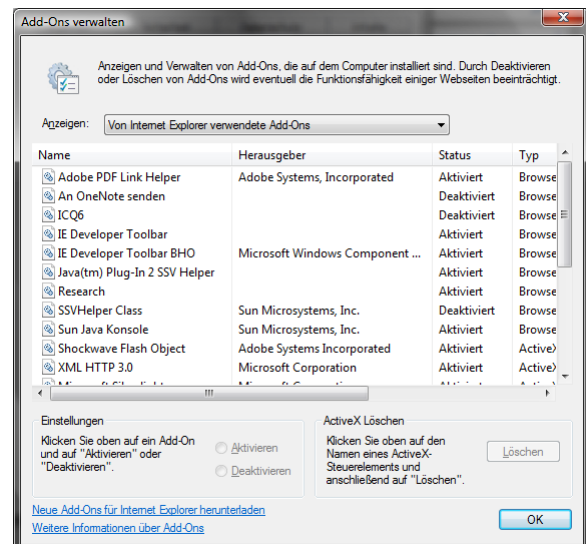 Add-Ons verwalten
Anzeigen und Verwalten von Add-Ons, die auf dem Computer installiert sind. Durch Deaktivieren
oder Löschen von Add-Ons wird eventuell die Funktionsfähigkeit einiger Webseiten beeinträchtigt.
Anzeigen: Von Internet Explorer verwendete Add-Ons
Name Herausgeber Status Typ
Adobe PDF Link Helper Adobe Systems, Incorporated Aktiviert Browse
An OneNote senden Deaktiviert Browse
ICQ6 Deaktiviert Browse
IE Developer Toolbar Aktiviert Browse
IE Developer Toolbar BHO Microsoft Windows Component ... Aktiviert Browse
Java(tm) Plug-In 2 SSV Helper Aktiviert Browse
Research Aktiviert Browse
SSVHelper Class Sun Microsystems, Inc. Deaktiviert Browse
Sun Java Konsole Sun Microsystems, Inc. Aktiviert Browse
Shockwave Flash Object Adobe Systems Incorporated Aktiviert ActiveX
XML HTTP 3.0 Microsoft Corporation Aktiviert ActiveX
Einstellungen
Klicken Sie oben auf ein Add-On
und auf "Aktivieren" oder
"Deaktivieren".
Aktivieren
Deaktivieren
ActiveX Löschen
Klicken Sie oben auf den
Namen eines ActiveX-
Steuerelements und
anschließend auf "Löschen".
Löschen
Neue Add-Ons für Internet Explorer herunterladen
Weitere Informationen über Add-Ons
OK